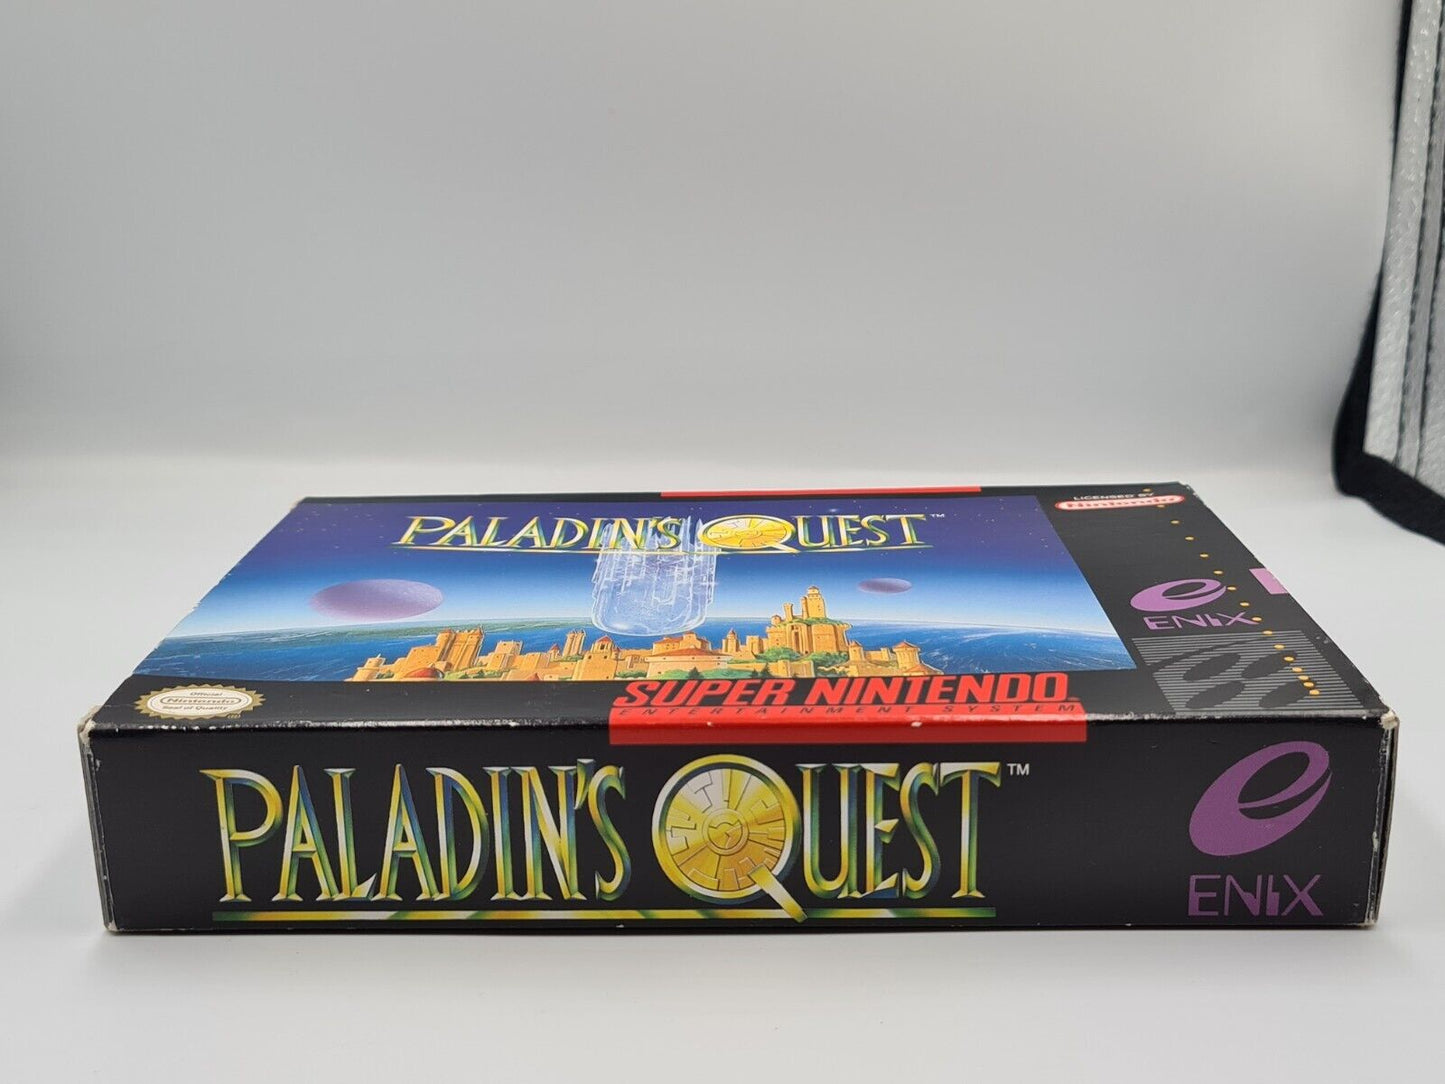 PALADIN'S QUEST™
LICENSED BY
Nintendo
ENIX
Official
Nintendo
Seal of Quality
SUPER NINTENDO
ENTERTAINMENT SYSTEM
PALADIN'S QUEST™
ENIX